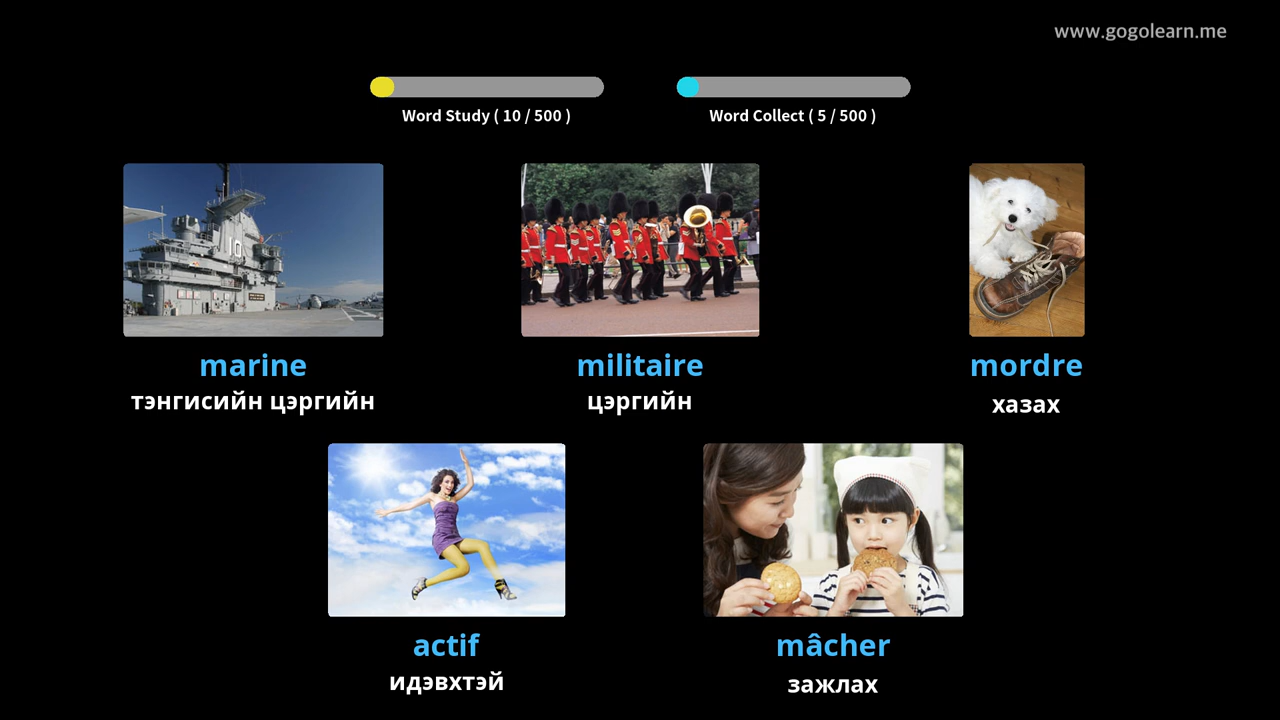 www.gogolearn.me
Word Study ( 10 / 500 )
Word Collect ( 5 / 500 )
10
marine
тэнгисийн цэргийн
militaire
цэргийн
mordre
хазах
actif
идэвхтэй
mâcher
зажлах